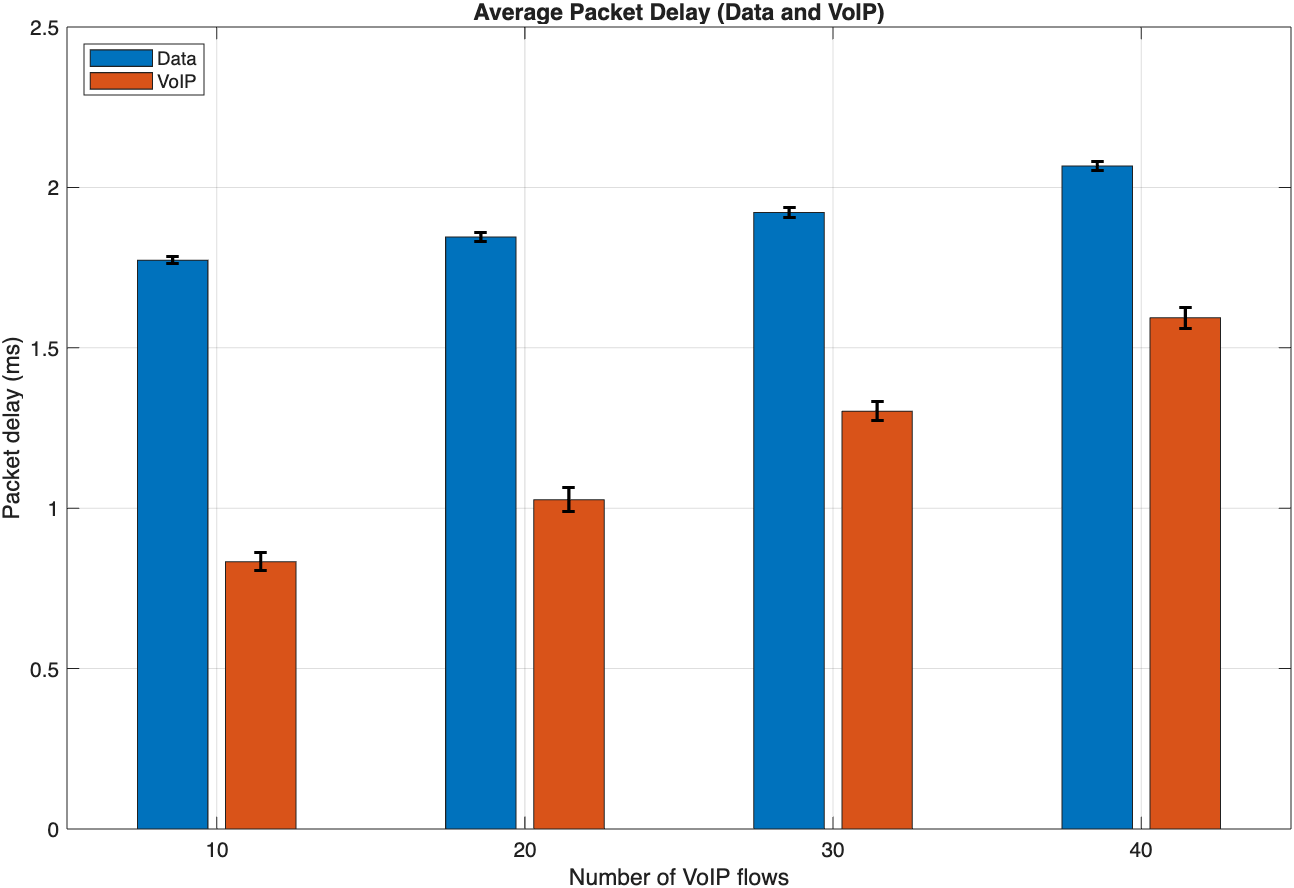 Average Packet Delay (Data and VoIP)
2.5
Data
VoIP
2
1.5
1
0.5
0
Packet delay (ms)
10
20
30
40
Number of VoIP flows